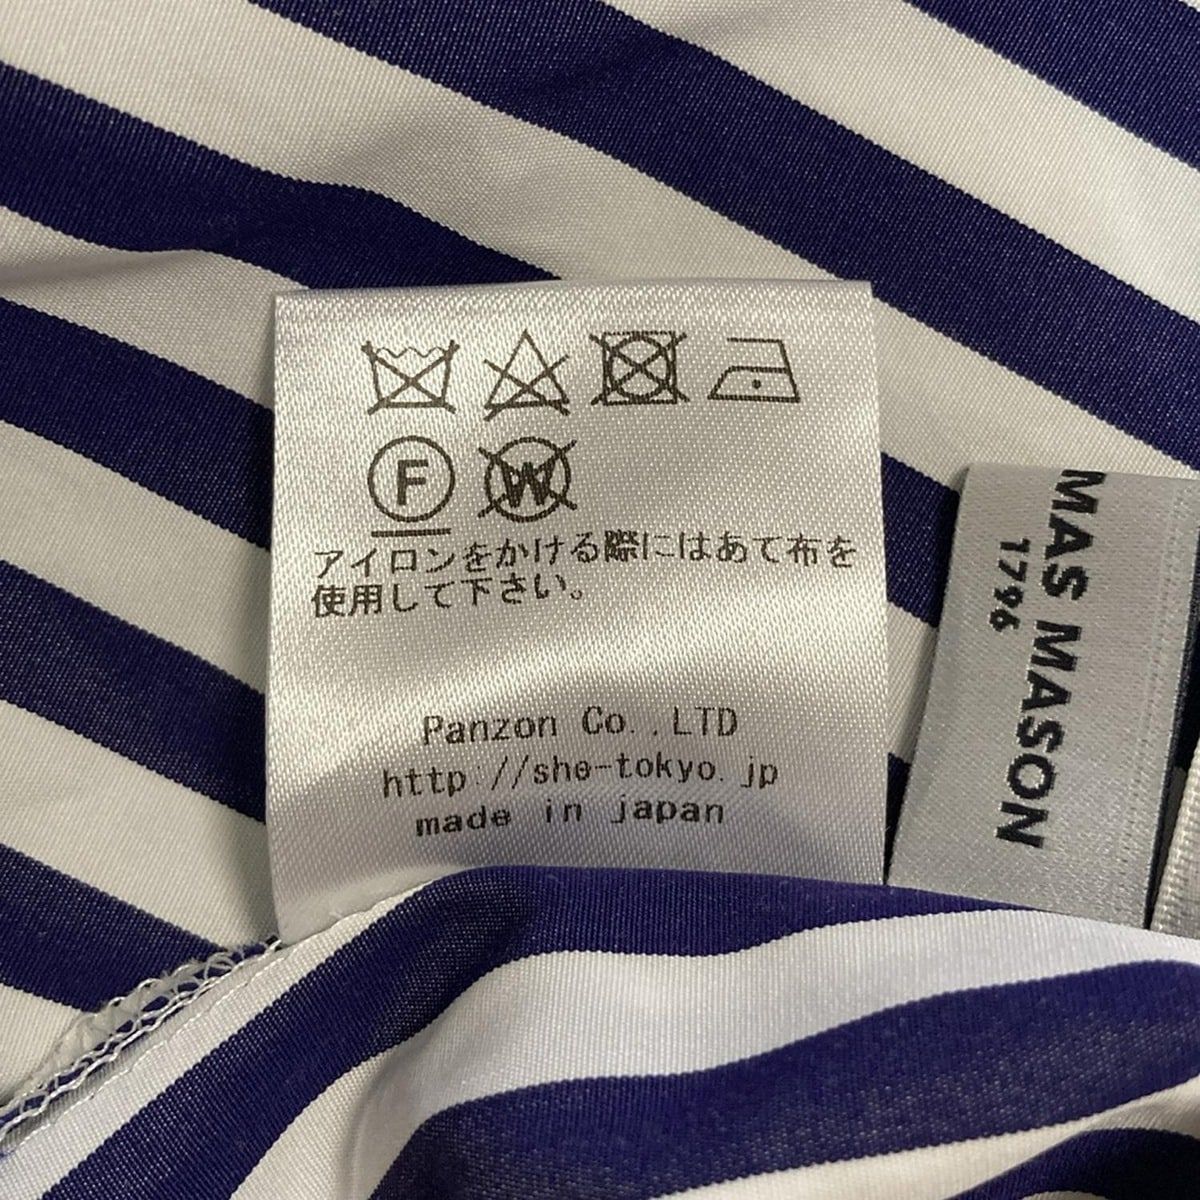 F W
アイロンをかける際にはあて布を
使用して下さい。
Panzon Co.,LTD
http://she-tokyo.jp
made in japan
MAS MASON
1796